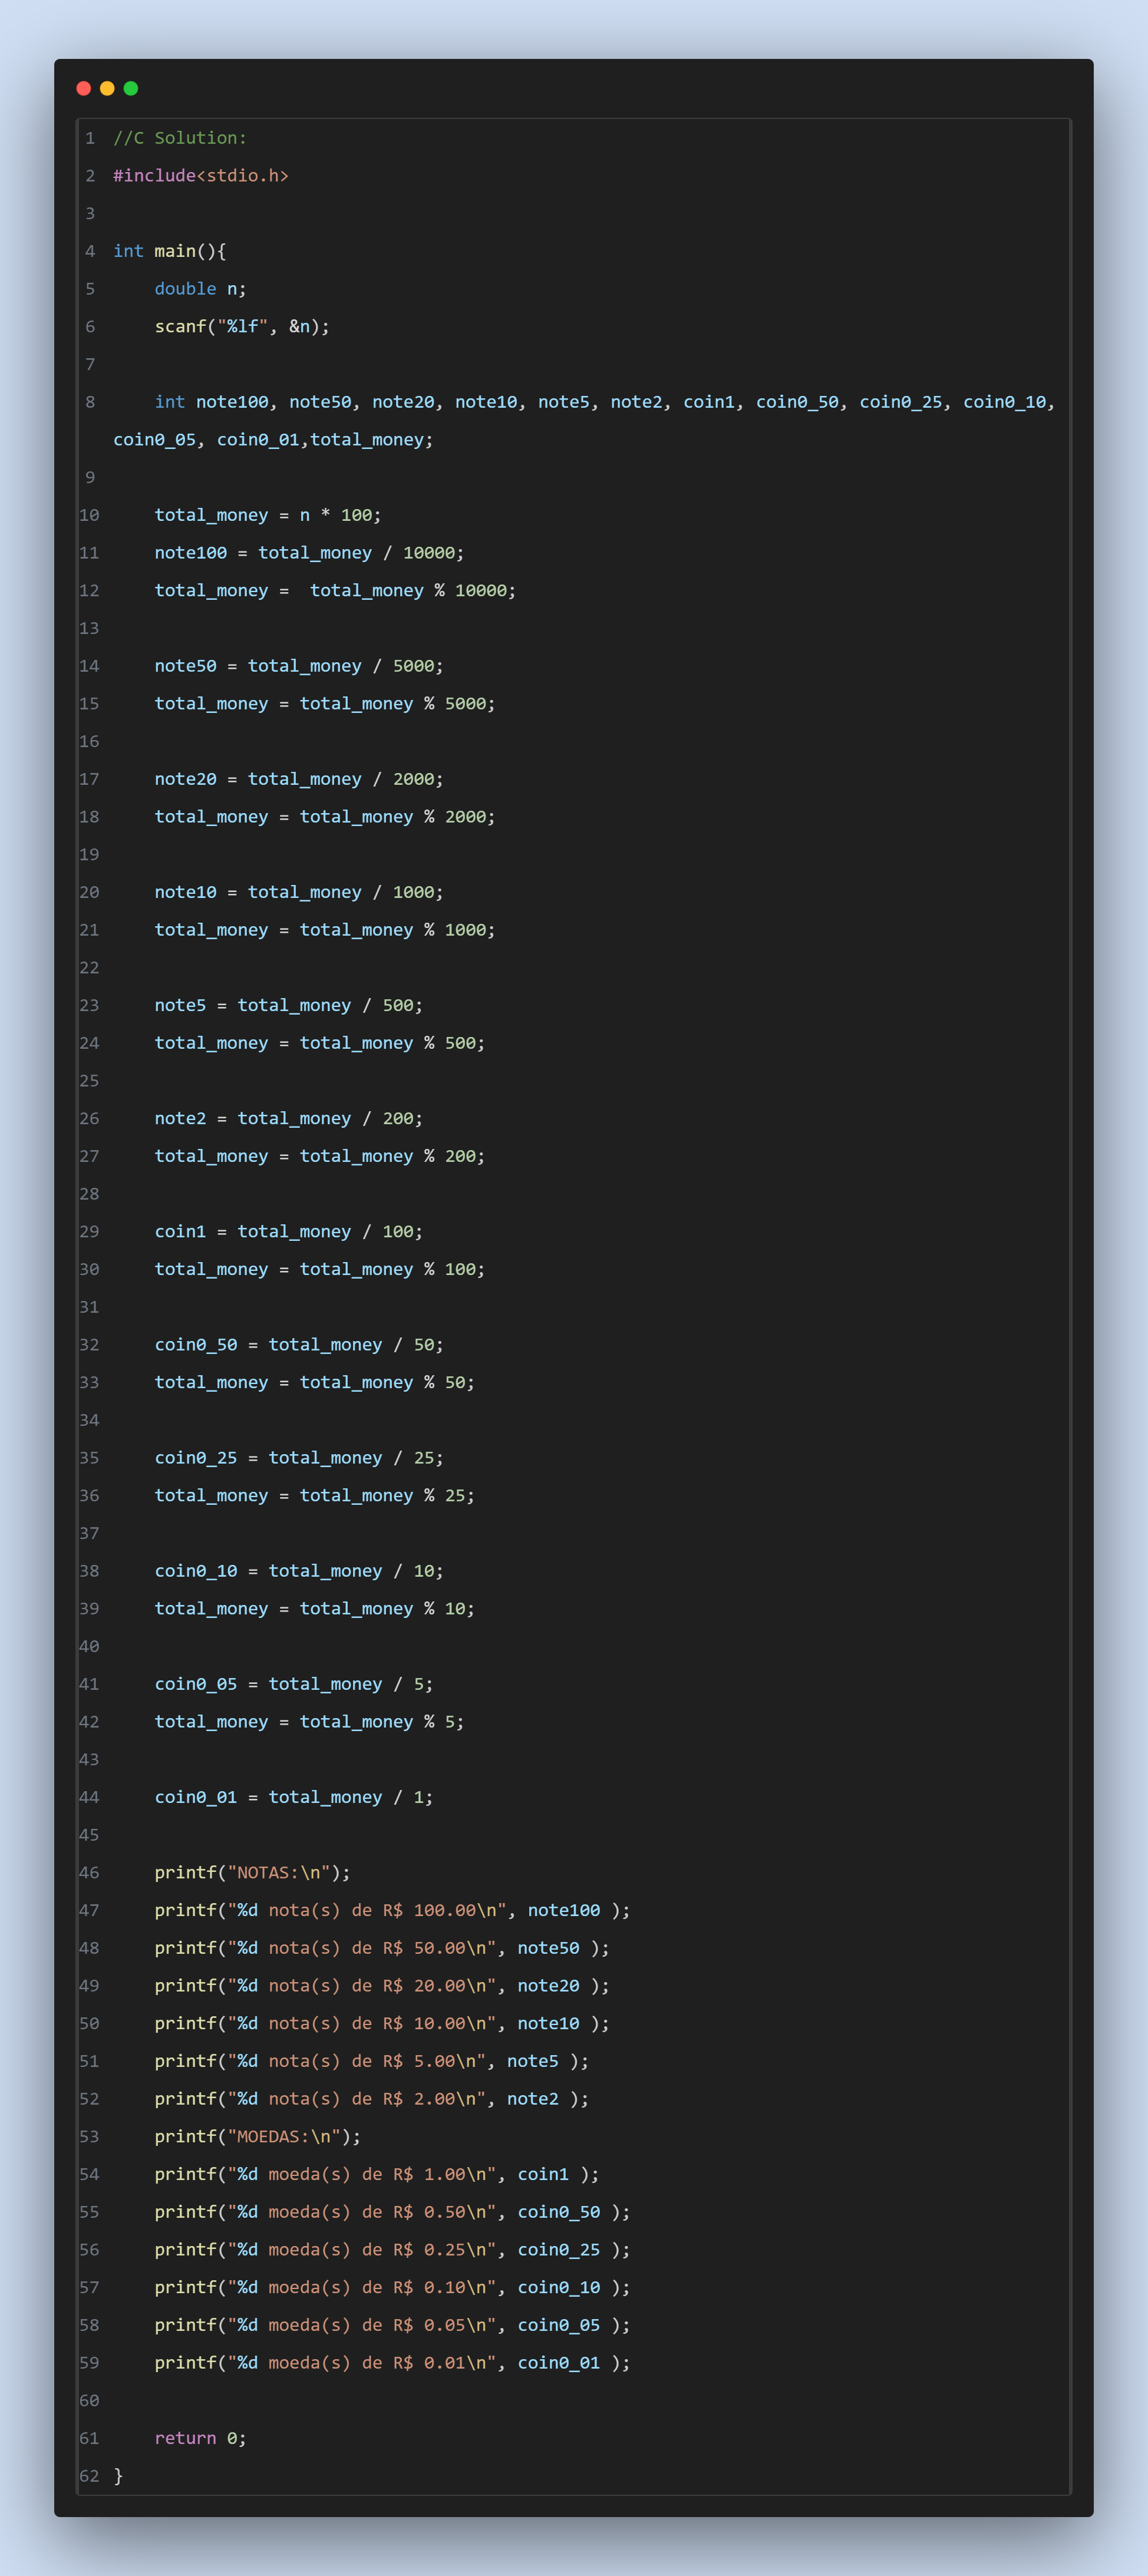 1 //C Solution:
2 #include<stdio.h>
3
4 int main(){
5     double n;
6     scanf("%lf", &n);
7
8     int note100, note50, note20, note10, note5, note2, coin1, coin0_50, coin0_25, coin0_10,
coin0_05, coin0_01,total_money;
9
10     total_money = n * 100;
11     note100 = total_money / 10000;
12     total_money =  total_money % 10000;
13
14     note50 = total_money / 5000;
15     total_money = total_money % 5000;
16
17     note20 = total_money / 2000;
18     total_money = total_money % 2000;
19
20     note10 = total_money / 1000;
21     total_money = total_money % 1000;
22
23     note5 = total_money / 500;
24     total_money = total_money % 500;
25
26     note2 = total_money / 200;
27     total_money = total_money % 200;
28
29     coin1 = total_money / 100;
30     total_money = total_money % 100;
31
32     coin0_50 = total_money / 50;
33     total_money = total_money % 50;
34
35     coin0_25 = total_money / 25;
36     total_money = total_money % 25;
37
38     coin0_10 = total_money / 10;
39     total_money = total_money % 10;
40
41     coin0_05 = total_money / 5;
42     total_money = total_money % 5;
43
44     coin0_01 = total_money / 1;
45
46     printf("NOTAS:\n");
47     printf("%d nota(s) de R$ 100.00\n", note100 );
48     printf("%d nota(s) de R$ 50.00\n", note50 );
49     printf("%d nota(s) de R$ 20.00\n", note20 );
50     printf("%d nota(s) de R$ 10.00\n", note10 );
51     printf("%d nota(s) de R$ 5.00\n", note5 );
52     printf("%d nota(s) de R$ 2.00\n", note2 );
53     printf("MOEDAS:\n");
54     printf("%d moeda(s) de R$ 1.00\n", coin1 );
55     printf("%d moeda(s) de R$ 0.50\n", coin0_50 );
56     printf("%d moeda(s) de R$ 0.25\n", coin0_25 );
57     printf("%d moeda(s) de R$ 0.10\n", coin0_10 );
58     printf("%d moeda(s) de R$ 0.05\n", coin0_05 );
59     printf("%d moeda(s) de R$ 0.01\n", coin0_01 );
60
61     return 0;
62 }